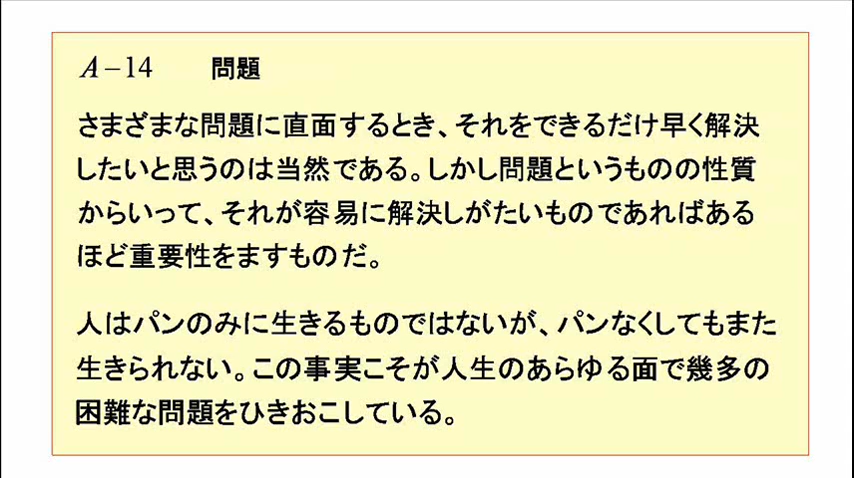 A－14 問題
さまざまな問題に直面するとき、それをできるだけ早く解決
したいと思うのは当然である。しかし問題というものの性質
からいって、それが容易に解決しがたいものであればある
ほど重要性をますものだ。
人はパンのみに生きるものではないが、パンなくしてもまた
生きられない。この事実こそが人生のあらゆる面で幾多の
困難な問題をひきおこしている。